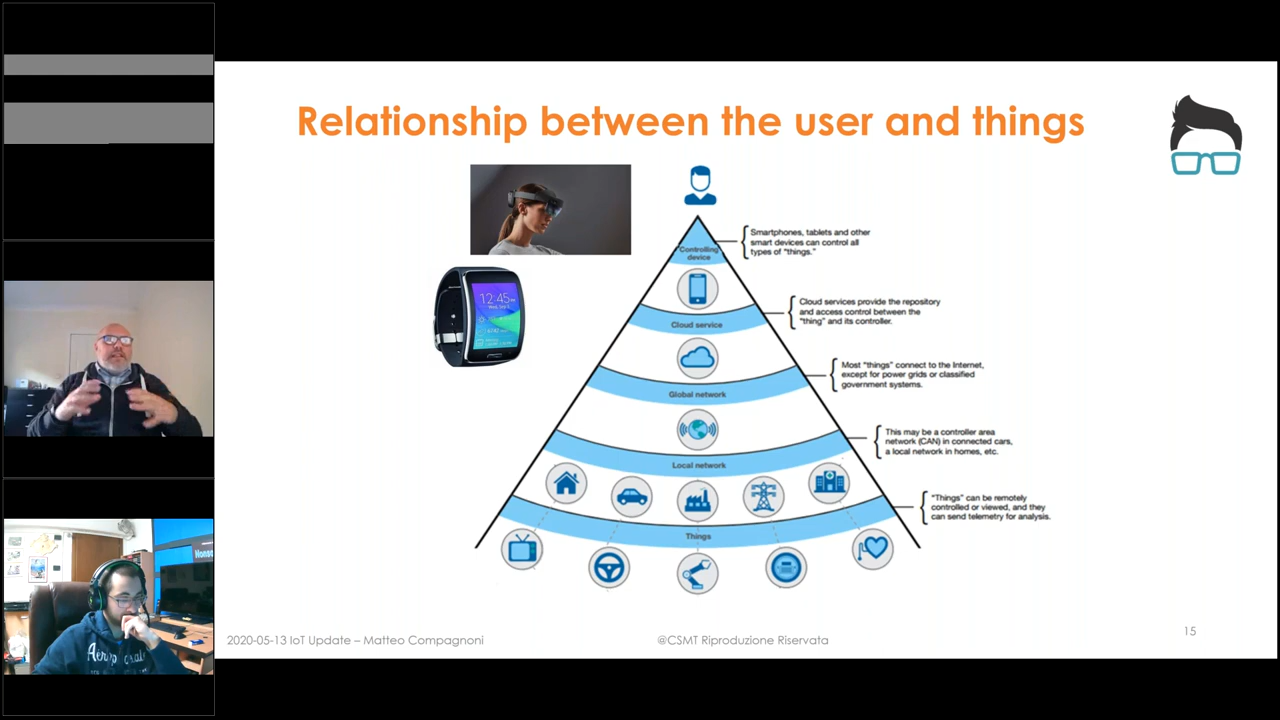 Relationship between the user and things
"Controlling
device
Smartphones, tablets and other
smart devices can control all
types of "things."
12:45
Cloud service
Cloud services provide the repository
and access control between the
"thing" and its controller.
Global network
Most "things" connect to the Internet,
except for power grids or classified
government systems.
Local network
This may be a controller area
network (CAN) in connected cars,
a local network in homes, etc.
Things
"Things" can be remotely
controlled or viewed, and they
can send telemetry for analysis.
2020-05-13 IoT Update – Matteo Compagnoni
@CSMT Riproduzione Riservata
15